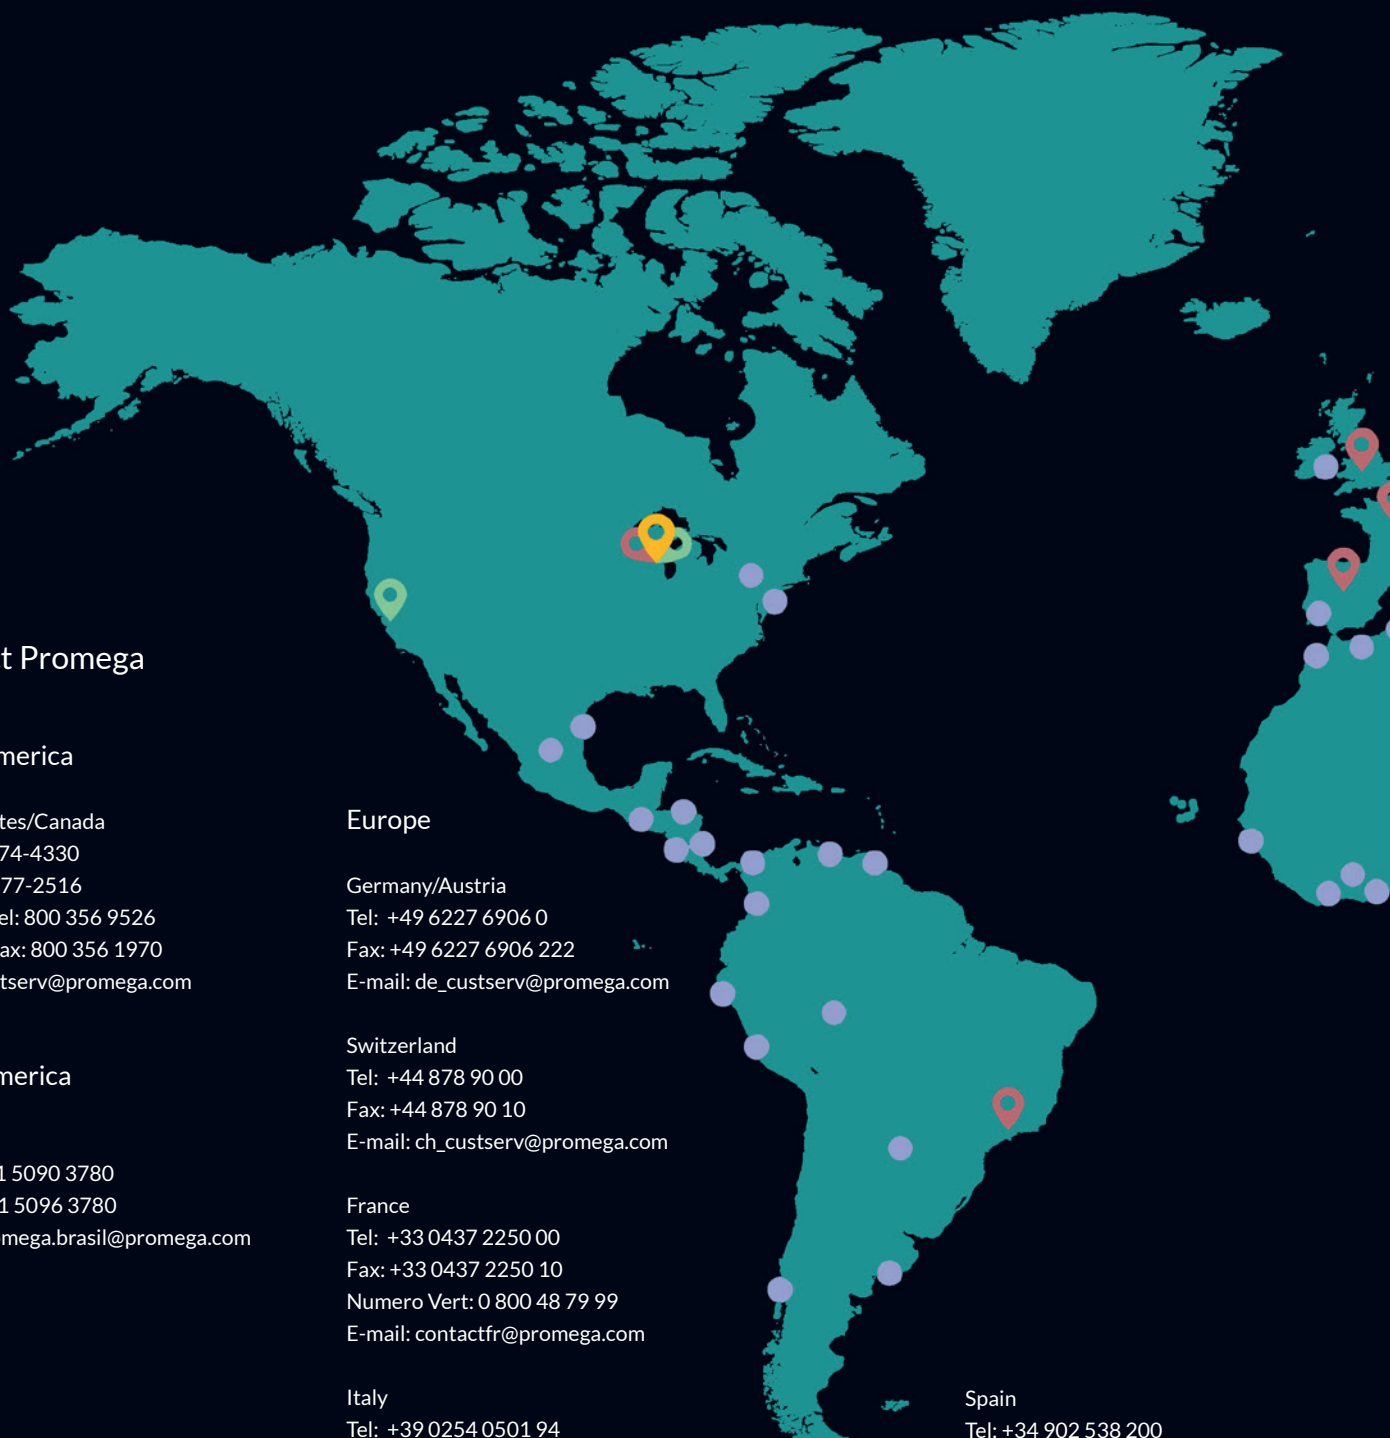 t Promega
merica
tes/Canada
74-4330
77-2516
el: 800 356 9526
ax: 800 356 1970
tserv@promega.com
merica
1 5090 3780
1 5096 3780
mega.brasil@promega.com
Europe
Germany/Austria
Tel: +49 6227 6906 0
Fax: +49 6227 6906 222
E-mail: de_custserv@promega.com
Switzerland
Tel: +44 878 90 00
Fax: +44 878 90 10
E-mail: ch_custserv@promega.com
France
Tel: +33 0437 2250 00
Fax: +33 0437 2250 10
Numero Vert: 0 800 48 79 99
E-mail: contactfr@promega.com
Italy
Tel: +39 0254 0501 94
Spain
Tel: +34 902 538 200